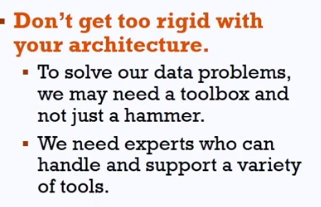 Don't get too rigid with
your architecture.
To solve our data problems,
we may need a toolbox and
not just a hammer.
We need experts who can
handle and support a variety
of tools.